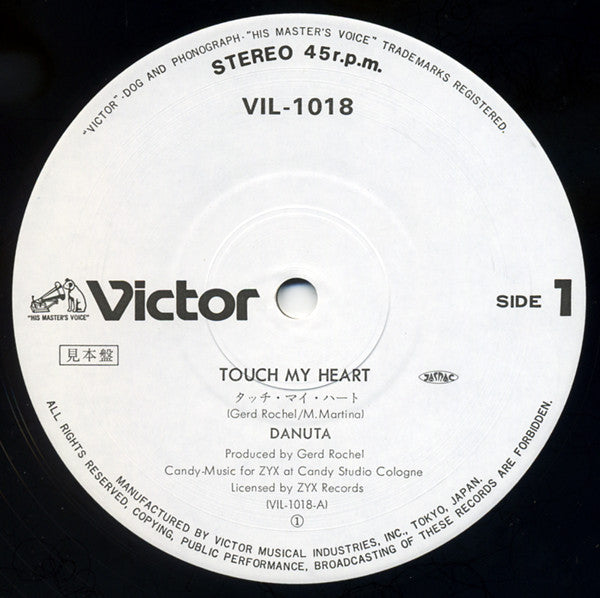 "VICTOR"-DOG AND PHONOGRAPH-"HIS MASTER'S VOICE" TRADEMARKS REGISTERED.
STEREO 45 r.p.m.
VIL-1018
Victor
"HIS MASTER'S VOICE"
SIDE 1
見本盤
TOUCH MY HEART
タッチ・マイ・ハート
(Gerd Rochel/M.Martina)
DANUTA
Produced by Gerd Rochel
Candy-Music for ZYX at Candy Studio Cologne
Licensed by ZYX Records
(VIL-1018-A)
①
MANUFACTURED BY VICTOR MUSICAL INDUSTRIES, INC., TOKYO, JAPAN.
ALL RIGHTS RESERVED, COPYING, PUBLIC PERFORMANCE, BROADCASTING OF THESE RECORDS ARE FORBIDDEN.